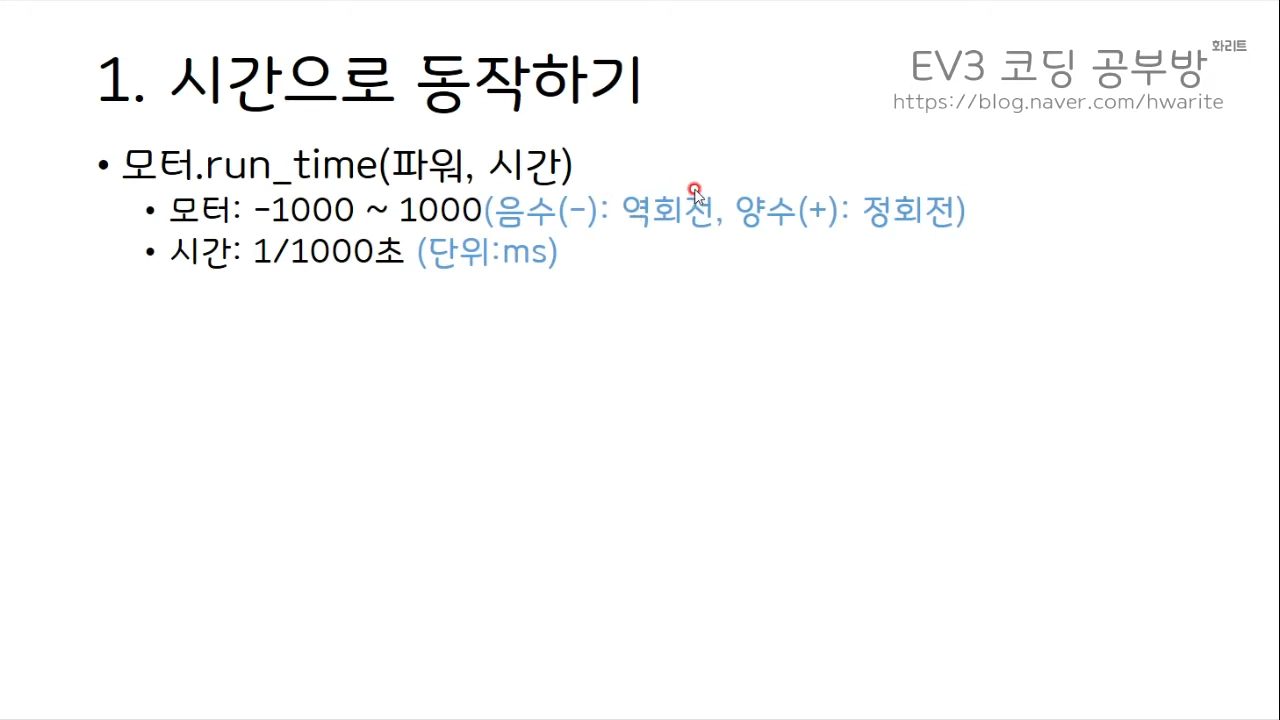 1. 시간으로 동작하기
화리트
EV3 코딩 공부방
https://blog.naver.com/hwarite
• 모터.run_time(파워, 시간)
• 모터: -1000 ~ 1000(음수(-): 역회전, 양수(+): 정회전)
• 시간: 1/1000초 (단위:ms)